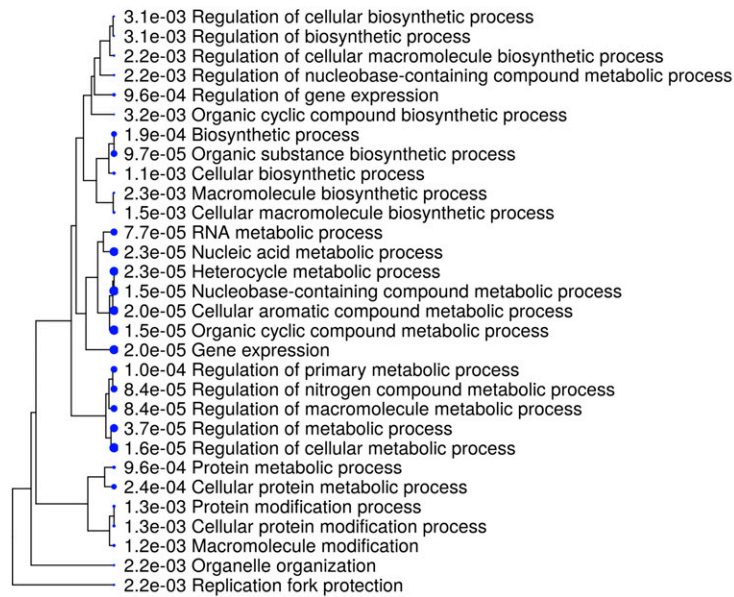 3.1e-03 Regulation of cellular biosynthetic process
3.1e-03 Regulation of biosynthetic process
2.2e-03 Regulation of cellular macromolecule biosynthetic process
2.2e-03 Regulation of nucleobase-containing compound metabolic process
9.6e-04 Regulation of gene expression
3.2e-03 Organic cyclic compound biosynthetic process
1.9e-04 Biosynthetic process
9.7e-05 Organic substance biosynthetic process
1.1e-03 Cellular biosynthetic process
2.3e-03 Macromolecule biosynthetic process
1.5e-03 Cellular macromolecule biosynthetic process
7.7e-05 RNA metabolic process
2.3e-05 Nucleic acid metabolic process
2.3e-05 Heterocycle metabolic process
1.5e-05 Nucleobase-containing compound metabolic process
2.0e-05 Cellular aromatic compound metabolic process
1.5e-05 Organic cyclic compound metabolic process
2.0e-05 Gene expression
1.0e-04 Regulation of primary metabolic process
8.4e-05 Regulation of nitrogen compound metabolic process
8.4e-05 Regulation of macromolecule metabolic process
3.7e-05 Regulation of metabolic process
1.6e-05 Regulation of cellular metabolic process
9.6e-04 Protein metabolic process
2.4e-04 Cellular protein metabolic process
1.3e-03 Protein modification process
1.3e-03 Cellular protein modification process
1.2e-03 Macromolecule modification
2.2e-03 Organelle organization
2.2e-03 Replication fork protection